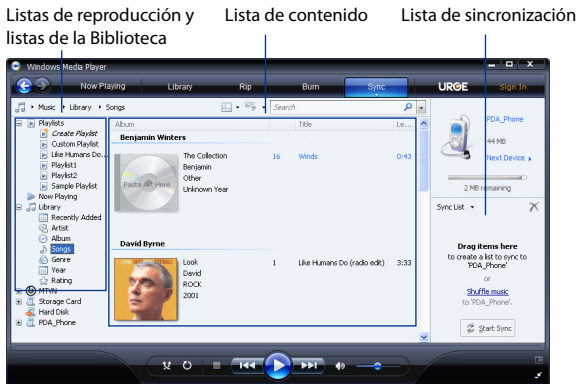 Listas de reproducción y
listas de la Biblioteca
Lista de contenido
Lista de sincronización
Windows Media Player
Now Playing
Library
Rip
Burn
Sync
URGE
Sign In
Music
Library
Songs
Search
Playlists
Create Playlist
Custom Playlist
Like Humans Do...
Playlist1
Playlist2
Sample Playlist
Now Playing
Library
Recently Added
Artist
Album
Songs
Genre
Year
Rating
MTVN
Storage Card
Hard Disk
PDA_Phone
Album
Title
Le...
Benjamin Winters
Paste Art Here
The Collection
16
Winds
0:43
Benjamin
Other
Unknown Year
David Byrne
Look
1
Like Humans Do (radio edit)
3:33
David
ROCK
2001
PDA_Phone
44 MB
Next Device
2 MB remaining
Sync List
Drag items here
to create a list to sync to
'PDA_Phone'
or
Shuffle music
to 'PDA_Phone'.
Start Sync